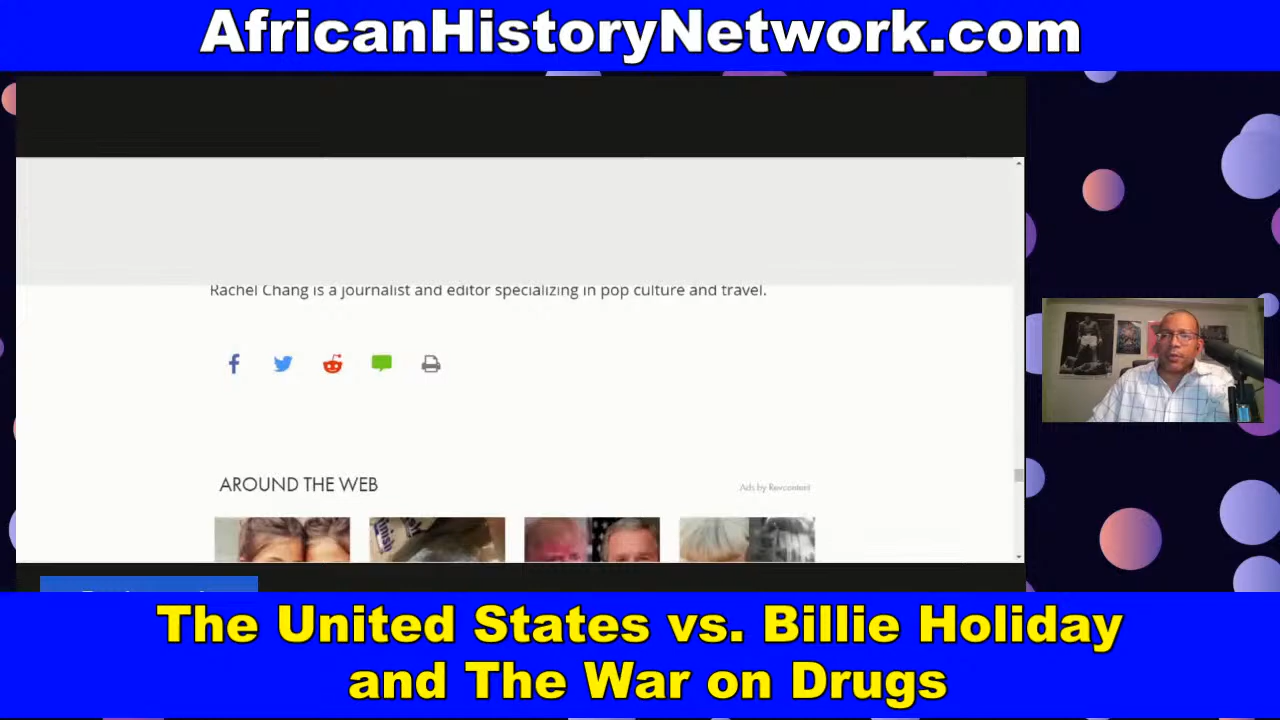 AfricanHistoryNetwork.com
Rachel Chang is a journalist and editor specializing in pop culture and travel.
AROUND THE WEB
Ads by Revcontent
The United States vs. Billie Holiday
and The War on Drugs